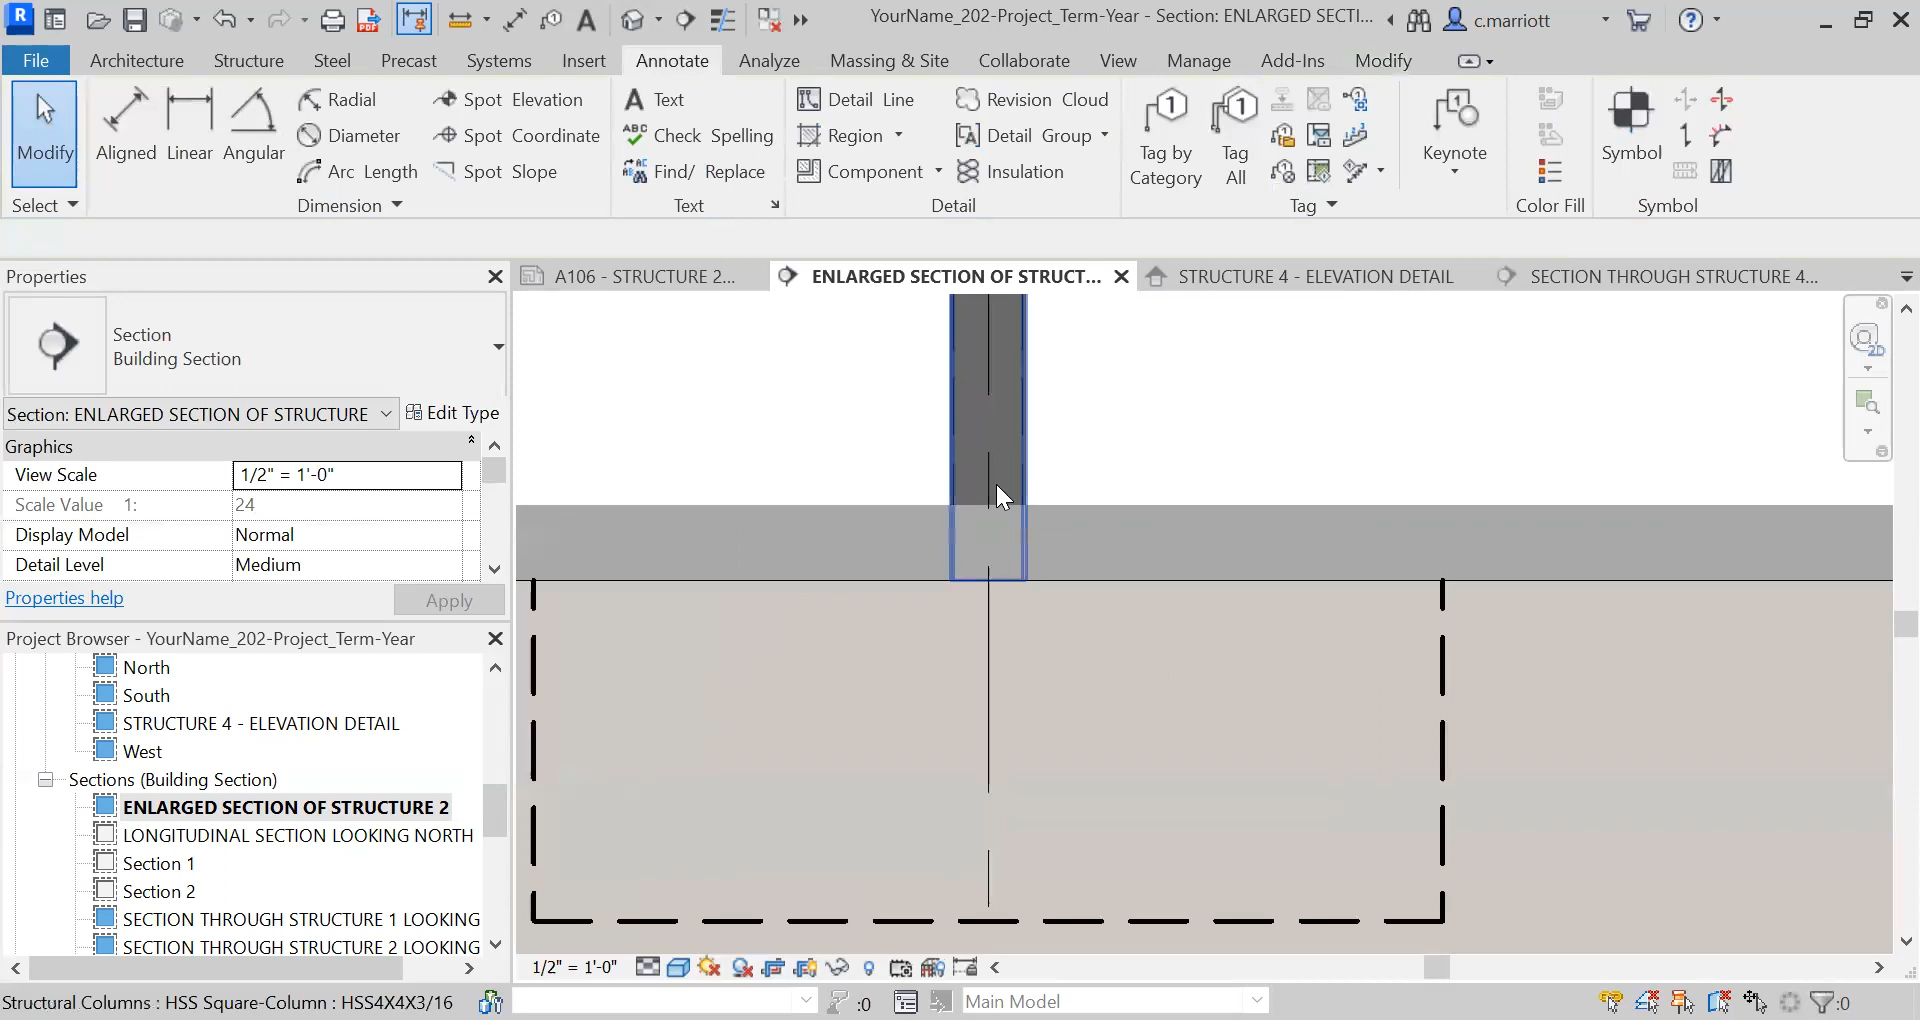 YourName_202-Project_Term-Year - Section: ENLARGED SECTI...
c.marriott
File Architecture Structure Steel Precast Systems Insert Annotate Analyze Massing & Site Collaborate View Manage Add-Ins Modify
Modify
Select
Aligned Linear Angular
Radial
Diameter
Arc Length
Spot Elevation
Spot Coordinate
Spot Slope
Dimension
A Text
ABC Check Spelling
Find/ Replace
Text
Detail Line
Region
Component
Revision Cloud
Detail Group
Insulation
Detail
Tag by
Category
Tag
All
Tag
Keynote
Color Fill
Symbol
Symbol
Properties
A106 - STRUCTURE 2...
ENLARGED SECTION OF STRUCT...
STRUCTURE 4 - ELEVATION DETAIL
SECTION THROUGH STRUCTURE 4...
Section
Building Section
Section: ENLARGED SECTION OF STRUCTURE
Edit Type
Graphics
View Scale 1/2" = 1'-0"
Scale Value 1: 24
Display Model Normal
Detail Level Medium
Properties help
Apply
Project Browser - YourName_202-Project_Term-Year
North
South
STRUCTURE 4 - ELEVATION DETAIL
West
Sections (Building Section)
ENLARGED SECTION OF STRUCTURE 2
LONGITUDINAL SECTION LOOKING NORTH
Section 1
Section 2
SECTION THROUGH STRUCTURE 1 LOOKING
SECTION THROUGH STRUCTURE 2 LOOKING
2D
1/2" = 1'-0"
Structural Columns : HSS Square-Column : HSS4X4X3/16
:0
Main Model
:0